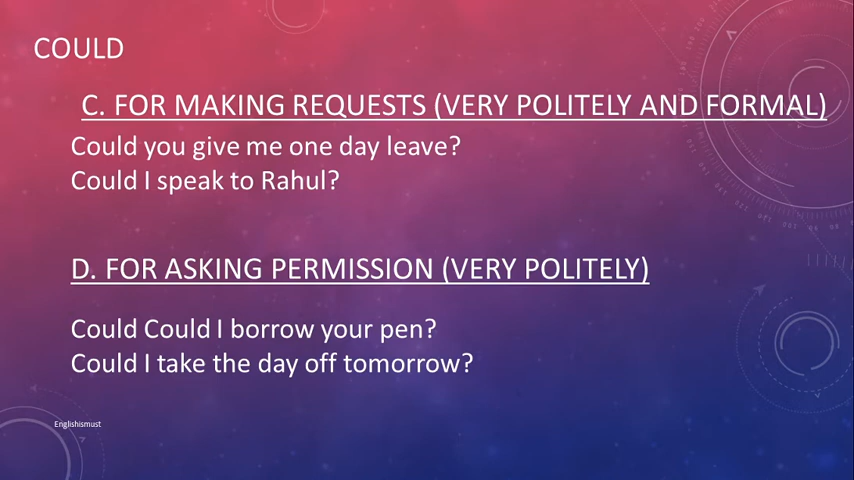 COULD
C. FOR MAKING REQUESTS (VERY POLITELY AND FORMAL)
Could you give me one day leave?
Could I speak to Rahul?
D. FOR ASKING PERMISSION (VERY POLITELY)
Could Could I borrow your pen?
Could I take the day off tomorrow?
Englishismust